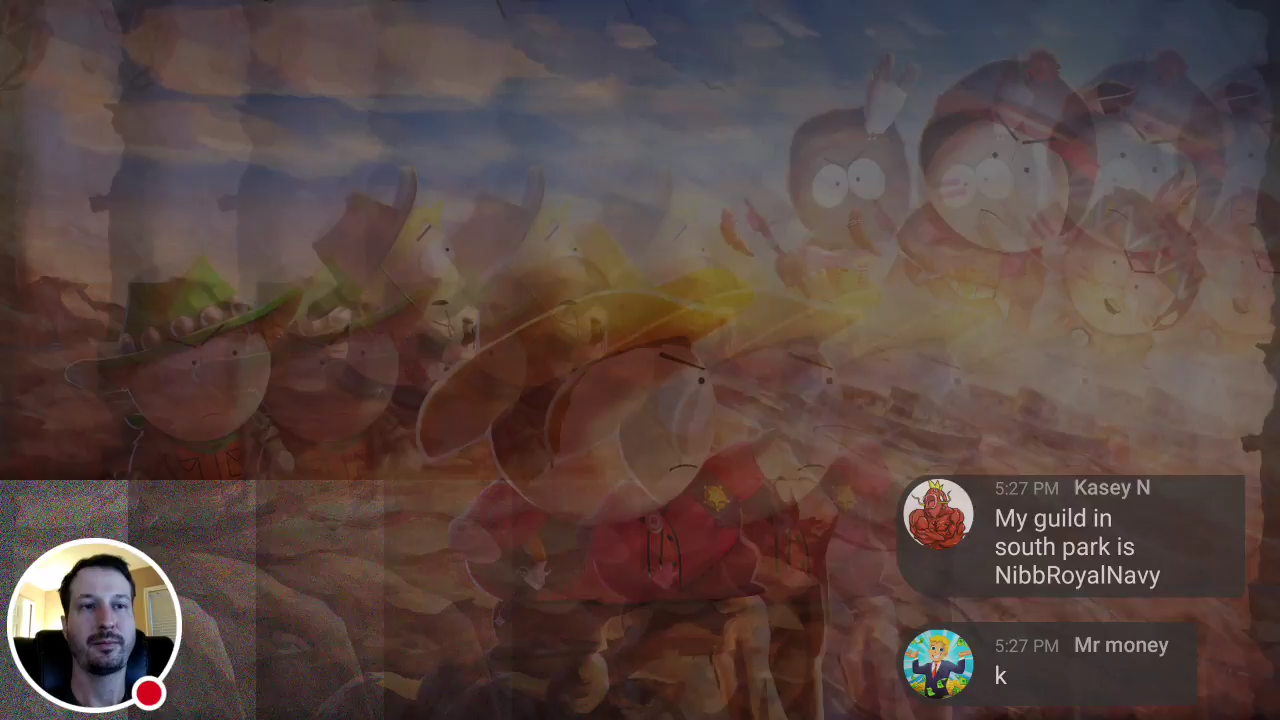 5:27 PM Kasey N
My guild in
south park is
NibbRoyalNavy
5:27 PM Mr money
k